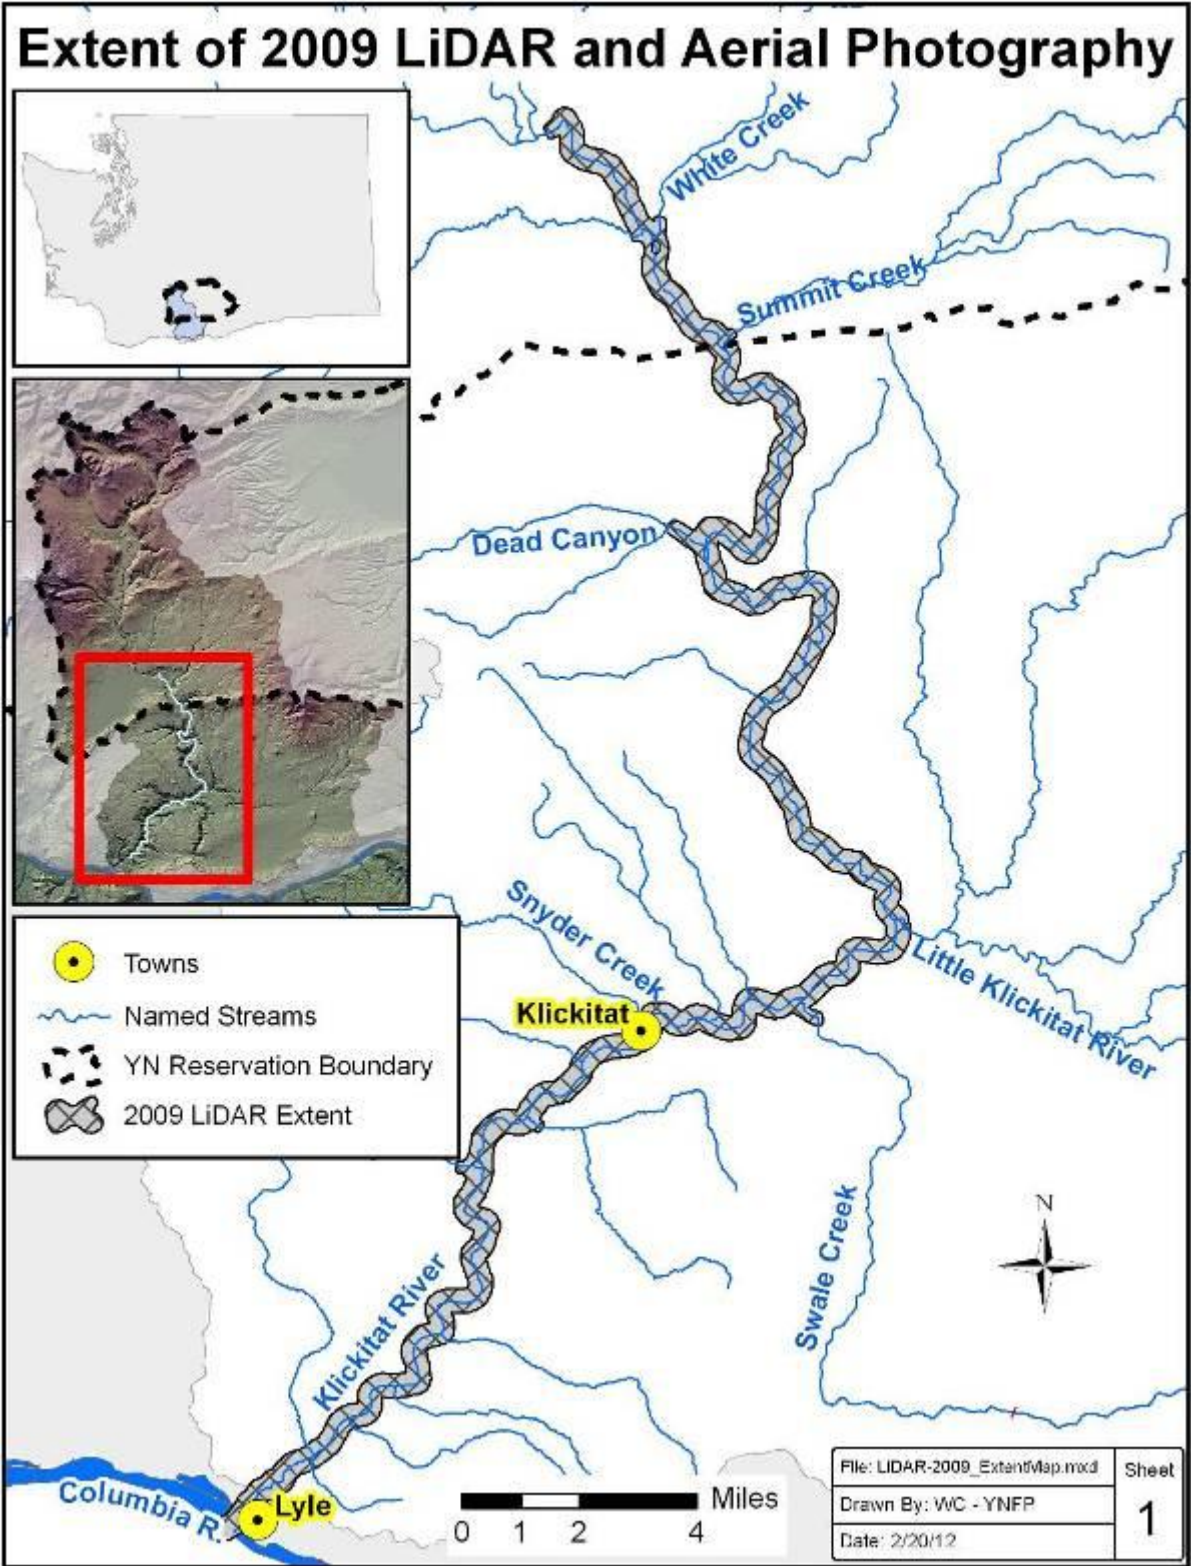 Extent of 2009 LiDAR and Aerial Photography
White Creek
Summit Creek
Dead Canyon
Snyder Creek
Klickitat
Little Klickitat River
Towns
Named Streams
YN Reservation Boundary
2009 LiDAR Extent
N
Swale Creek
Klickitat River
Columbia R.
Lyle
Miles
0 1 2 4
File: LiDAR-2009_ExtentMap.mxd
Drawn By: WC - YNFP
Date: 2/20/12
Sheet
1